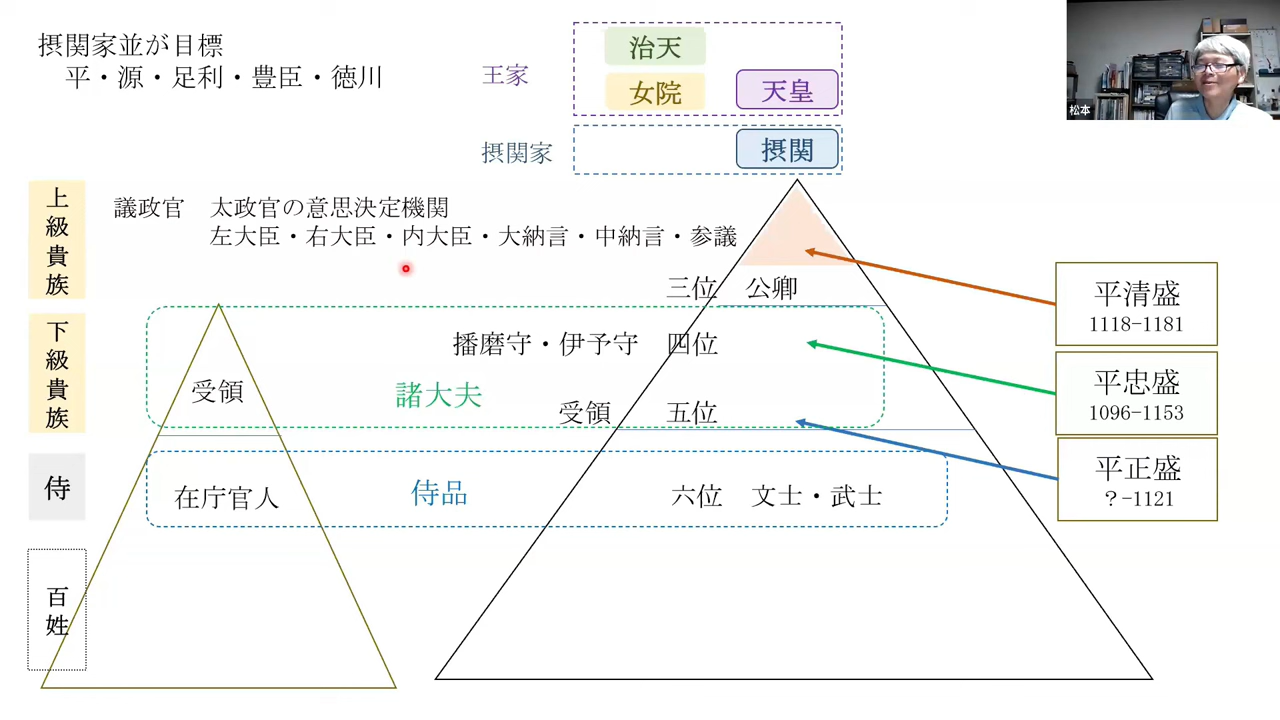 摂関家並が目標
平・源・足利・豊臣・徳川
王家
治天
女院
天皇
摂関家
摂関
松本
上級貴族
議政官 太政官の意思決定機関
左大臣・右大臣・内大臣・大納言・中納言・参議
三位 公卿
下級貴族
播磨守・伊予守 四位
受領
諸大夫
受領 五位
侍
在庁官人
侍品
六位 文士・武士
百姓
平清盛
1118-1181
平忠盛
1096-1153
平正盛
？-1121